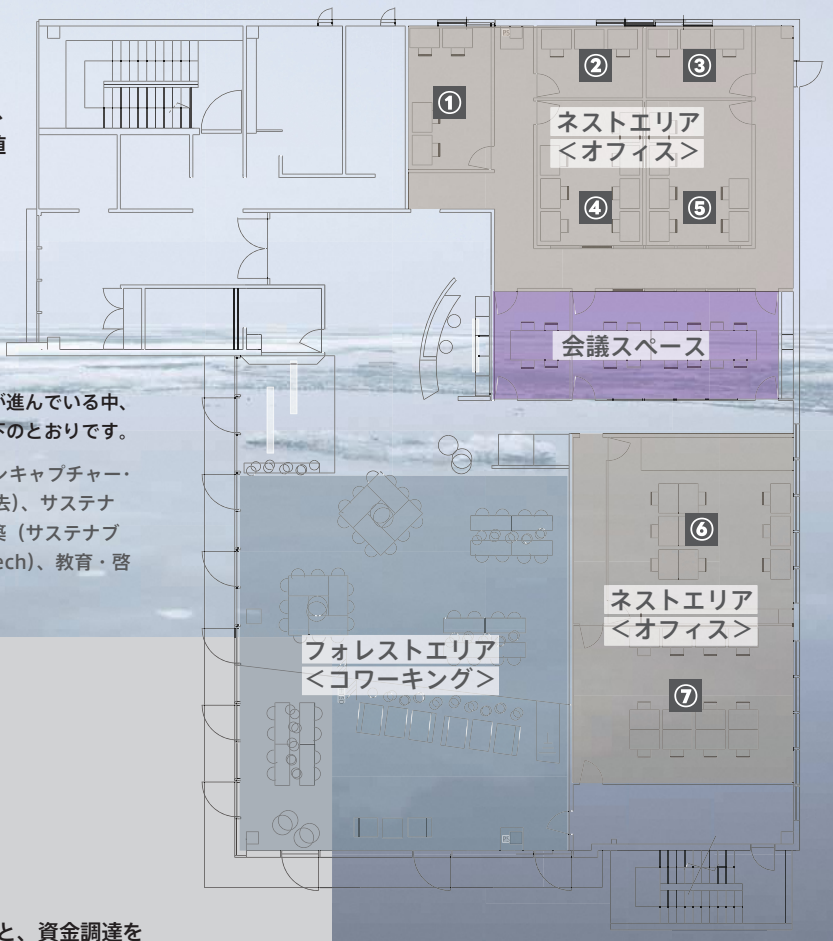 、
①
②
③
値
ネストエリア
＜オフィス＞
④
⑤
会議スペース
が進んでいる中、
下のとおりです。
ンキャプチャー・
去)、サステナ
築（サステナブ
ech)、教育・啓
⑥
ネストエリア
＜オフィス＞
フォレストエリア
＜コワーキング＞
⑦
と、資金調達を